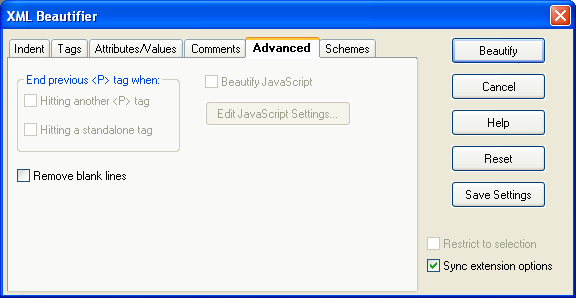 XML Beautifier
Indent Tags Attributes/Values Comments Advanced Schemes
End previous <P> tag when:
Hitting another <P> tag
Hitting a standalone tag
Remove blank lines
Beautify JavaScript
Edit JavaScript Settings...
Beautify
Cancel
Help
Reset
Save Settings
Restrict to selection
Sync extension options